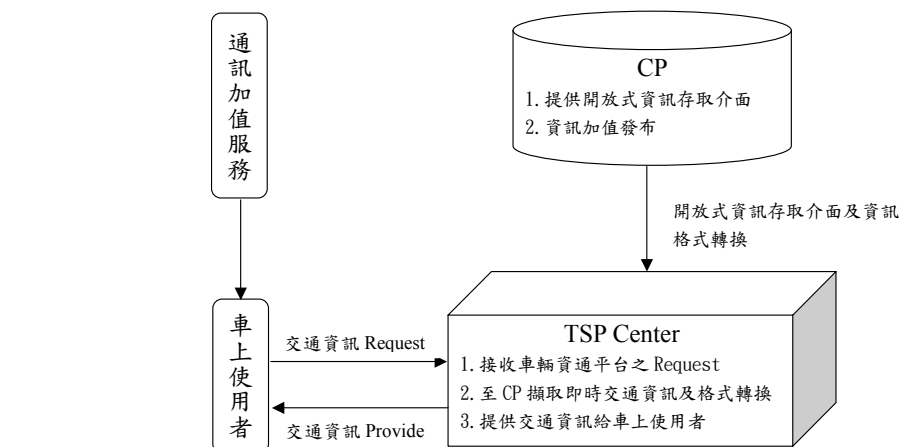 通訊加值服務
CP
1.提供開放式資訊存取介面
2.資訊加值發布
開放式資訊存取介面及資訊
格式轉換
車上使用者
交通資訊 Request
交通資訊 Provide
TSP Center
1.接收車輛資通平台之 Request
2.至 CP 擷取即時交通資訊及格式轉換
3.提供交通資訊給車上使用者